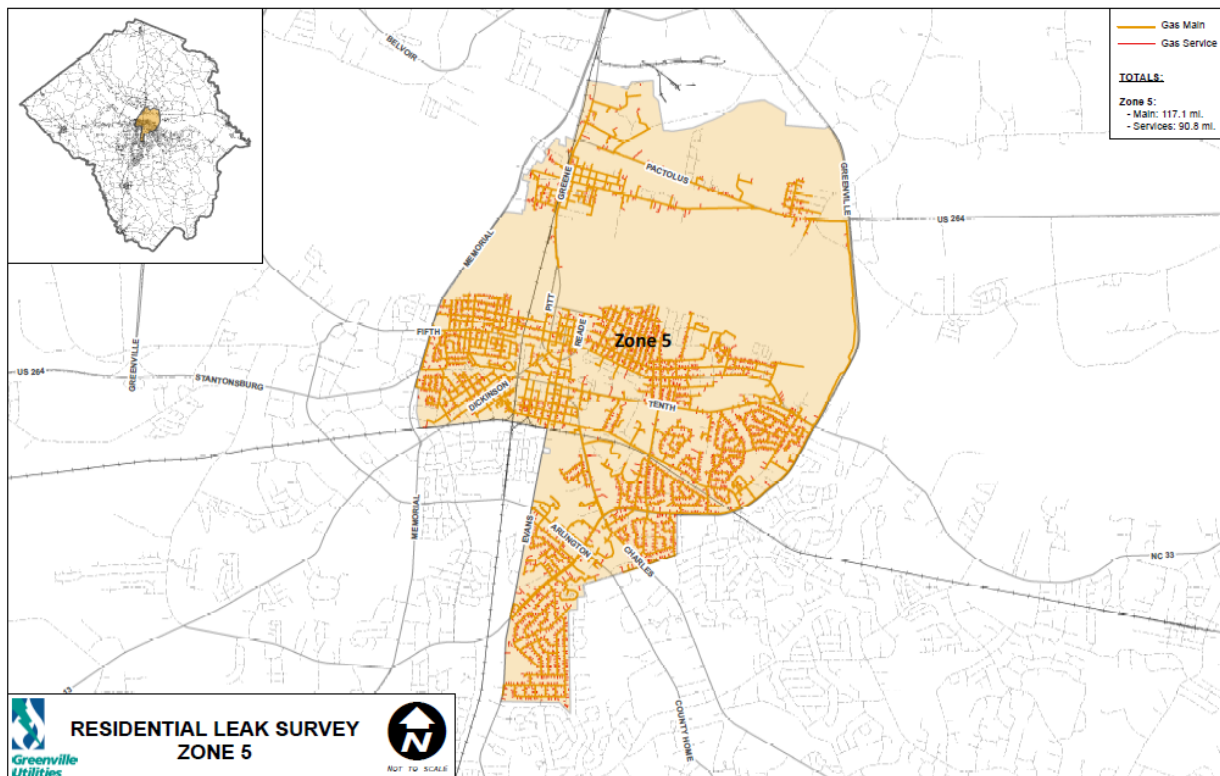 Gas Main
Gas Service
TOTALS:
Zone 5:
- Main: 117.1 mi.
- Services: 90.8 mi.
BELVOIR
PACTOLUS
GREENE
GREENVILLE
US 264
MEMORIAL
PITT
READE
FIFTH
Zone 5
GREENVILLE
US 264
STANTONSBURG
DICKINSON
TENTH
MEMORIAL
EVANS
ARLINGTON
CHARLES
NC 33
COUNTY HOME
RESIDENTIAL LEAK SURVEY
ZONE 5
N
NOT TO SCALE
Greenville
Utilities